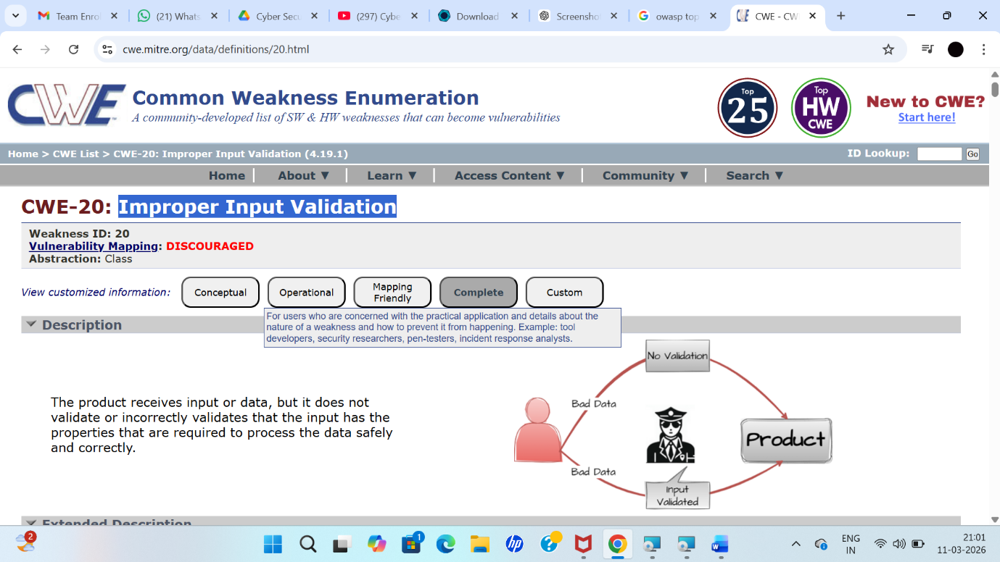 Team Enro
(21) Whats
Cyber Secu
(297) Cybe
Download
Screensho
owasp top
CWE - CW
cwe.mitre.org/data/definitions/20.html
CWE
Common Weakness Enumeration
A community-developed list of SW & HW weaknesses that can become vulnerabilities
Top
25
Top
HW
CWE
New to CWE?
Start here!
Home > CWE List > CWE-20: Improper Input Validation (4.19.1)
ID Lookup:
Go
Home
About ▼
Learn ▼
Access Content ▼
Community ▼
Search ▼
CWE-20: Improper Input Validation
Weakness ID: 20
Vulnerability Mapping: DISCOURAGED
Abstraction: Class
View customized information:
Conceptual
Operational
Mapping
Friendly
Complete
Custom
For users who are concerned with the practical application and details about the
nature of a weakness and how to prevent it from happening. Example: tool
developers, security researchers, pen-testers, incident response analysts.
Description
The product receives input or data, but it does not
validate or incorrectly validates that the input has the
properties that are required to process the data safely
and correctly.
No Validation
Bad Data
Product
Bad Data
Input
Validated
Extended Description
2
1
hp
ENG
IN
21:01
11-03-2026